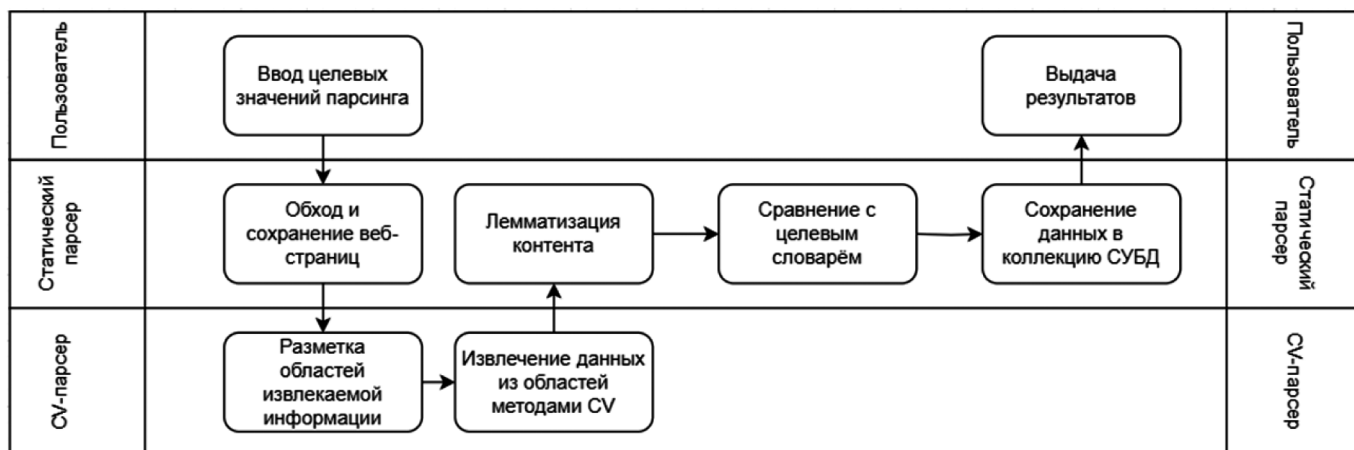 Пользователь
Ввод целевых
значений парсинга
Выдача
результатов
Пользователь
Статический
парсер
Обход и
сохранение веб-
страниц
Лемматизация
контента
Сравнение с
целевым
словарём
Сохранение
данных в
коллекцию СУБД
Статический
парсер
CV-парсер
Разметка
областей
извлекаемой
информации
Извлечение данных
из областей
методами CV
CV-парсер